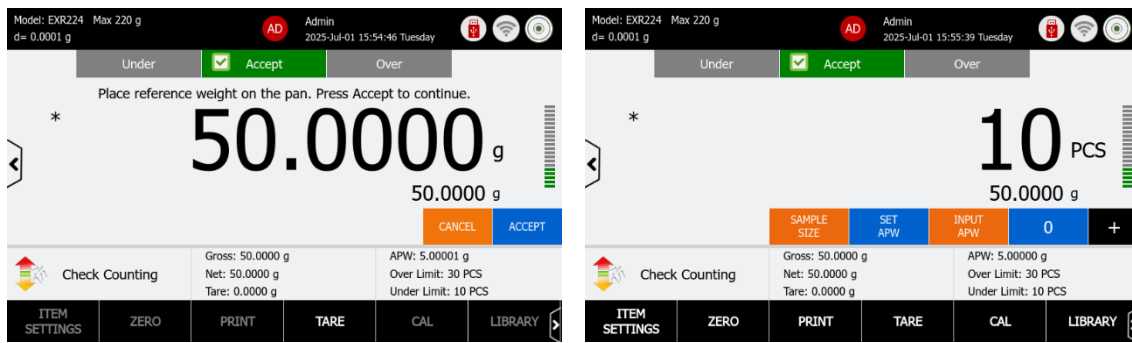 Model: EXR224 Max 220 g
d= 0.0001 g
AD
Admin
2025-Jul-01 15:54:46 Tuesday
Under
Accept
Over
Place reference weight on the pan. Press Accept to continue.
*
50.0000 g
50.0000 g
CANCEL
ACCEPT
Check Counting
Gross: 50.0000 g
Net: 50.0000 g
Tare: 0.0000 g
APW: 5.00001 g
Over Limit: 30 PCS
Under Limit: 10 PCS
ITEM
SETTINGS
ZERO
PRINT
TARE
CAL
LIBRARY
Model: EXR224 Max 220 g
d= 0.0001 g
AD
Admin
2025-Jul-01 15:55:39 Tuesday
Under
Accept
Over
*
10 PCS
50.0000 g
SAMPLE
SIZE
SET
APW
INPUT
APW
0
+
Check Counting
Gross: 50.0000 g
Net: 50.0000 g
Tare: 0.0000 g
APW: 5.00000 g
Over Limit: 30 PCS
Under Limit: 10 PCS
ITEM
SETTINGS
ZERO
PRINT
TARE
CAL
LIBRARY